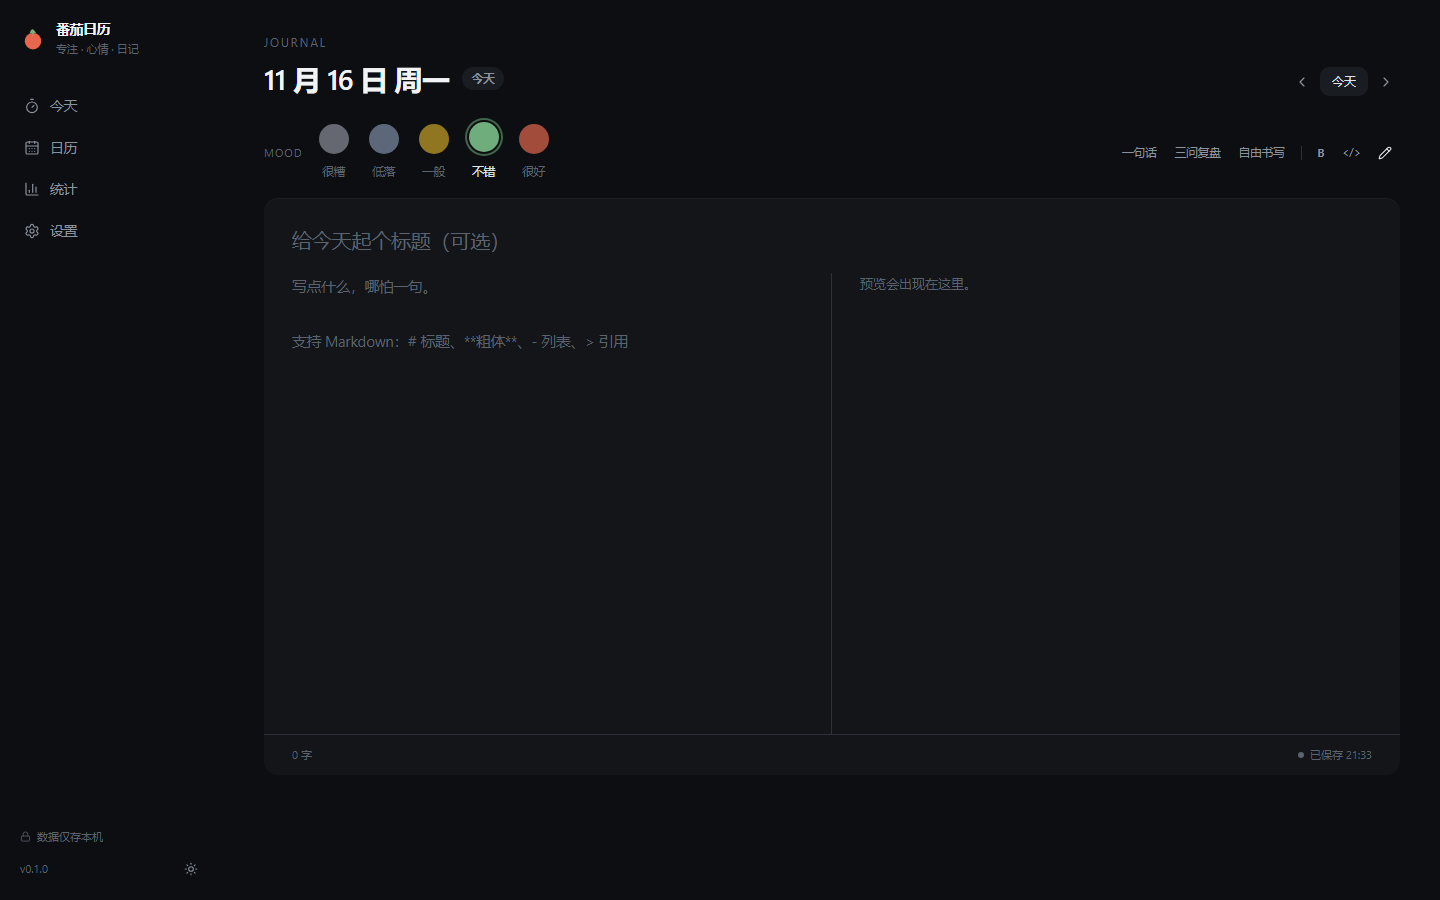 番茄日历
专注 · 心情 · 日记
今天
日历
统计
设置
数据仅存本机
v0.1.0
JOURNAL
11 月 16 日 周一 今天
今天
MOOD
很糟 低落 一般 不错 很好
一句话 三问复盘 自由书写 B </>
给今天起个标题（可选）
写点什么，哪怕一句。
支持 Markdown：# 标题、**粗体**、- 列表、> 引用
预览会出现在这里。
0 字
已保存 21:33